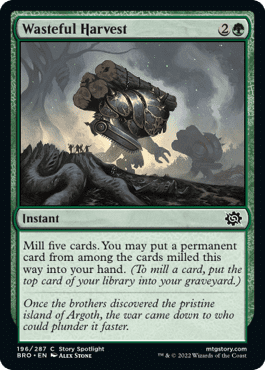 Wasteful Harvest 2
Instant
Mill five cards. You may put a permanent
card from among the cards milled this
way into your hand. (To mill a card, put the
top card of your library into your graveyard.)
Once the brothers discovered the pristine
island of Argoth, the war came down to who
could plunder it faster.
196/287 C Story Spotlight
BRO • EN ALEX STONE
mtgstory.com
™ & © 2022 Wizards of the Coast